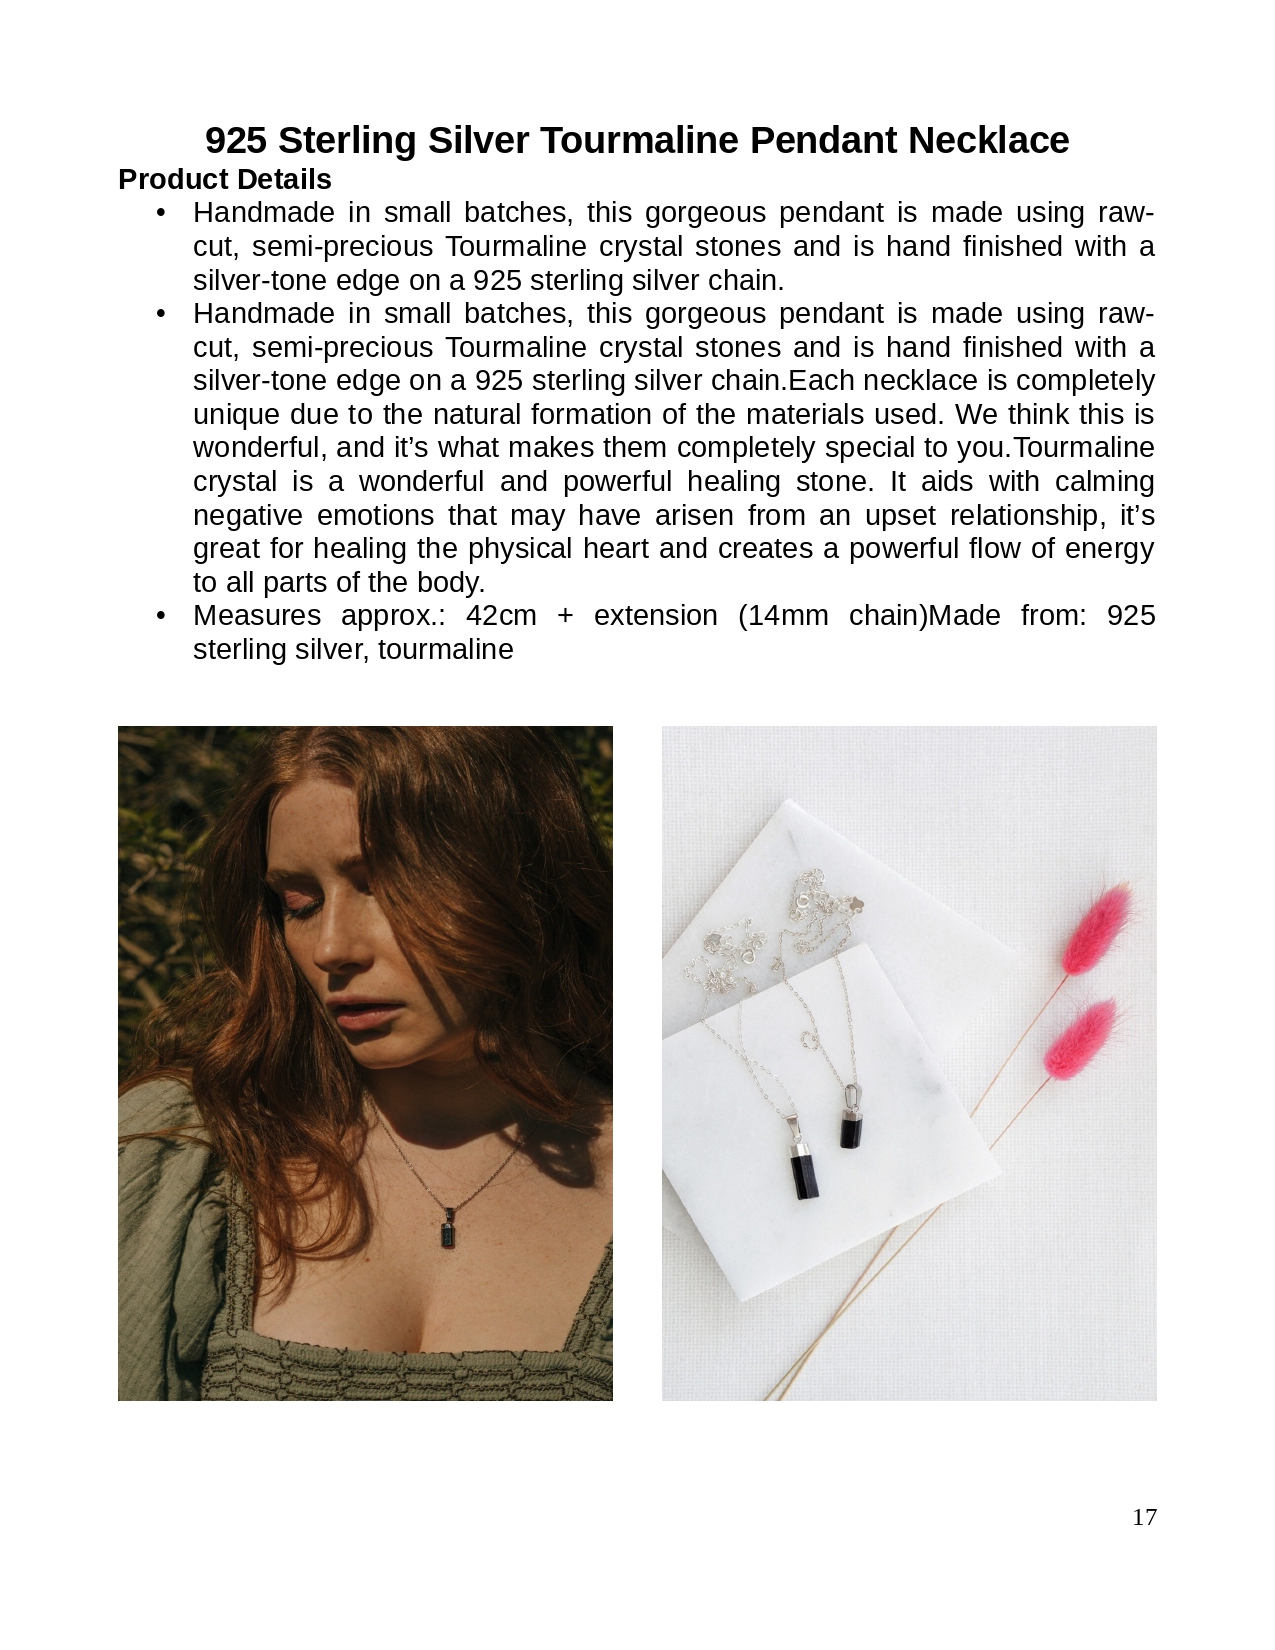 925 Sterling Silver Tourmaline Pendant Necklace
Product Details
• Handmade in small batches, this gorgeous pendant is made using raw-
cut, semi-precious Tourmaline crystal stones and is hand finished with a
silver-tone edge on a 925 sterling silver chain.
• Handmade in small batches, this gorgeous pendant is made using raw-
cut, semi-precious Tourmaline crystal stones and is hand finished with a
silver-tone edge on a 925 sterling silver chain.Each necklace is completely
unique due to the natural formation of the materials used. We think this is
wonderful, and it’s what makes them completely special to you.Tourmaline
crystal is a wonderful and powerful healing stone. It aids with calming
negative emotions that may have arisen from an upset relationship, it’s
great for healing the physical heart and creates a powerful flow of energy
to all parts of the body.
• Measures approx.: 42cm + extension (14mm chain)Made from: 925
sterling silver, tourmaline
17